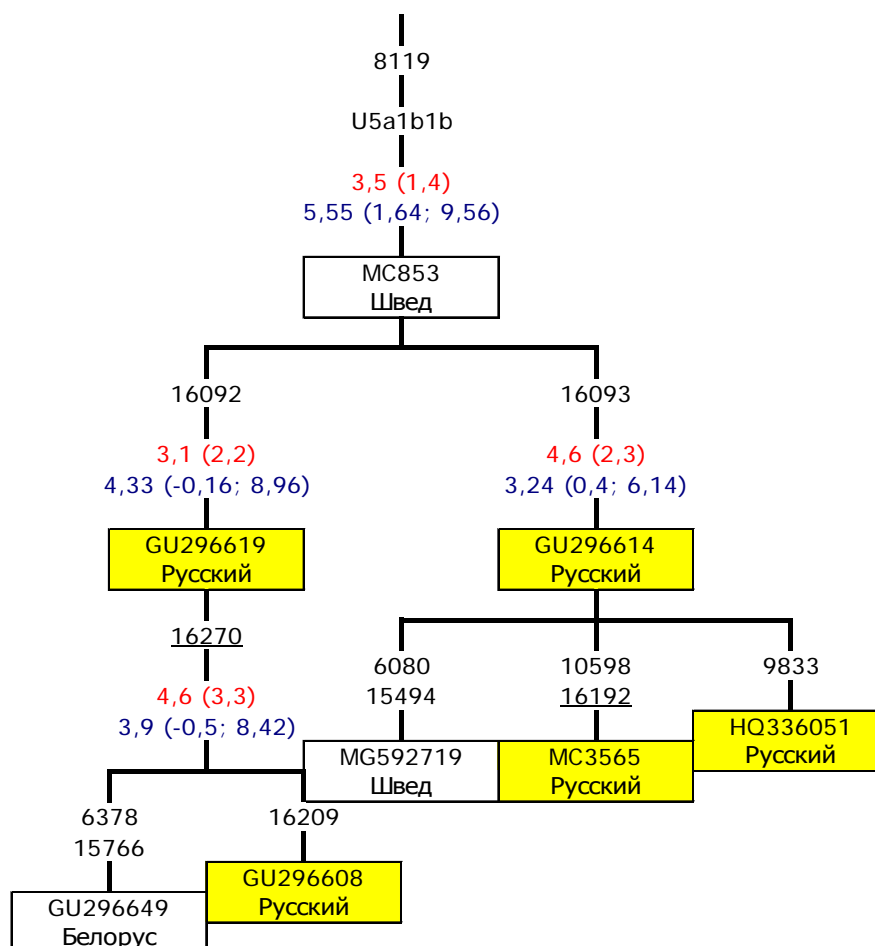 8119
U5a1b1b
3,5 (1,4)
5,55 (1,64; 9,56)
MC853
Швед
16092
3,1 (2,2)
4,33 (-0,16; 8,96)
GU296619
Русский
16270
4,6 (3,3)
3,9 (-0,5; 8,42)
6378
15766
GU296649
Белорус
16209
GU296608
Русский
16093
4,6 (2,3)
3,24 (0,4; 6,14)
GU296614
Русский
6080
15494
MG592719
Швед
10598
16192
MC3565
Русский
9833
HQ336051
Русский